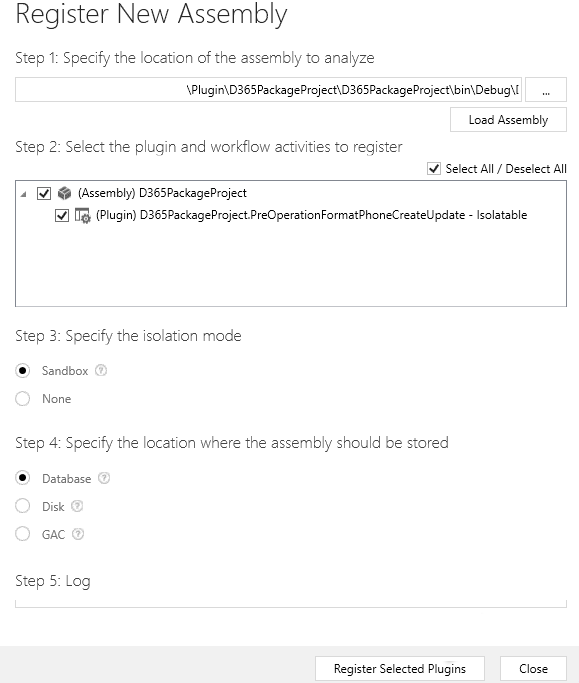 Register New Assembly
Step 1: Specify the location of the assembly to analyze
\Plugin\D365PackageProject\D365PackageProject\bin\Debug\
...
Load Assembly
Step 2: Select the plugin and workflow activities to register
Select All / Deselect All
(Assembly) D365PackageProject
(Plugin) D365PackageProject.PreOperationFormatPhoneCreateUpdate - Isolatable
Step 3: Specify the isolation mode
Sandbox ?
None
Step 4: Specify the location where the assembly should be stored
Database ?
Disk ?
GAC ?
Step 5: Log
Register Selected Plugins
Close